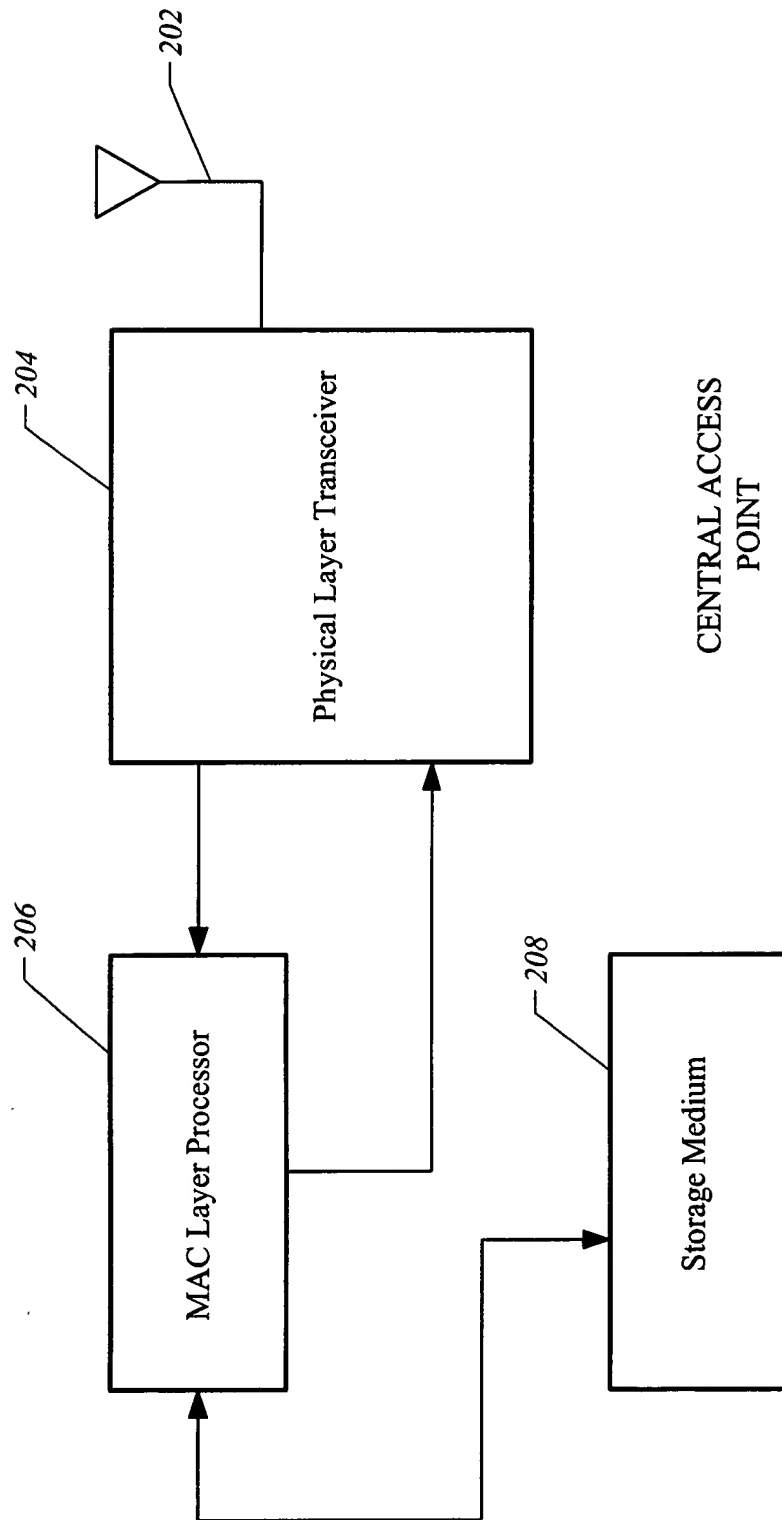 202
204
Physical Layer Transceiver
206
MAC Layer Processor
208
Storage Medium
CENTRAL ACCESS
POINT